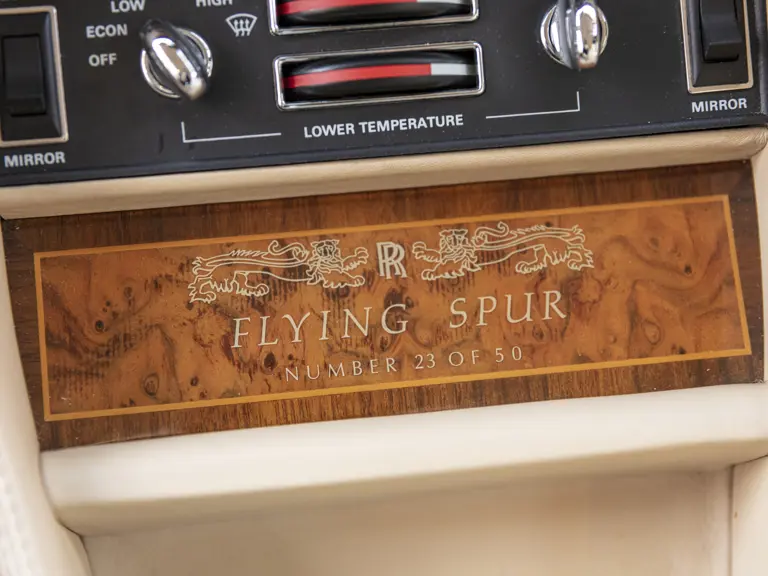 LOW
HIGH
ECON
OFF
MIRROR
LOWER TEMPERATURE
MIRROR
RR
FLYING SPUR
NUMBER 23 OF 50